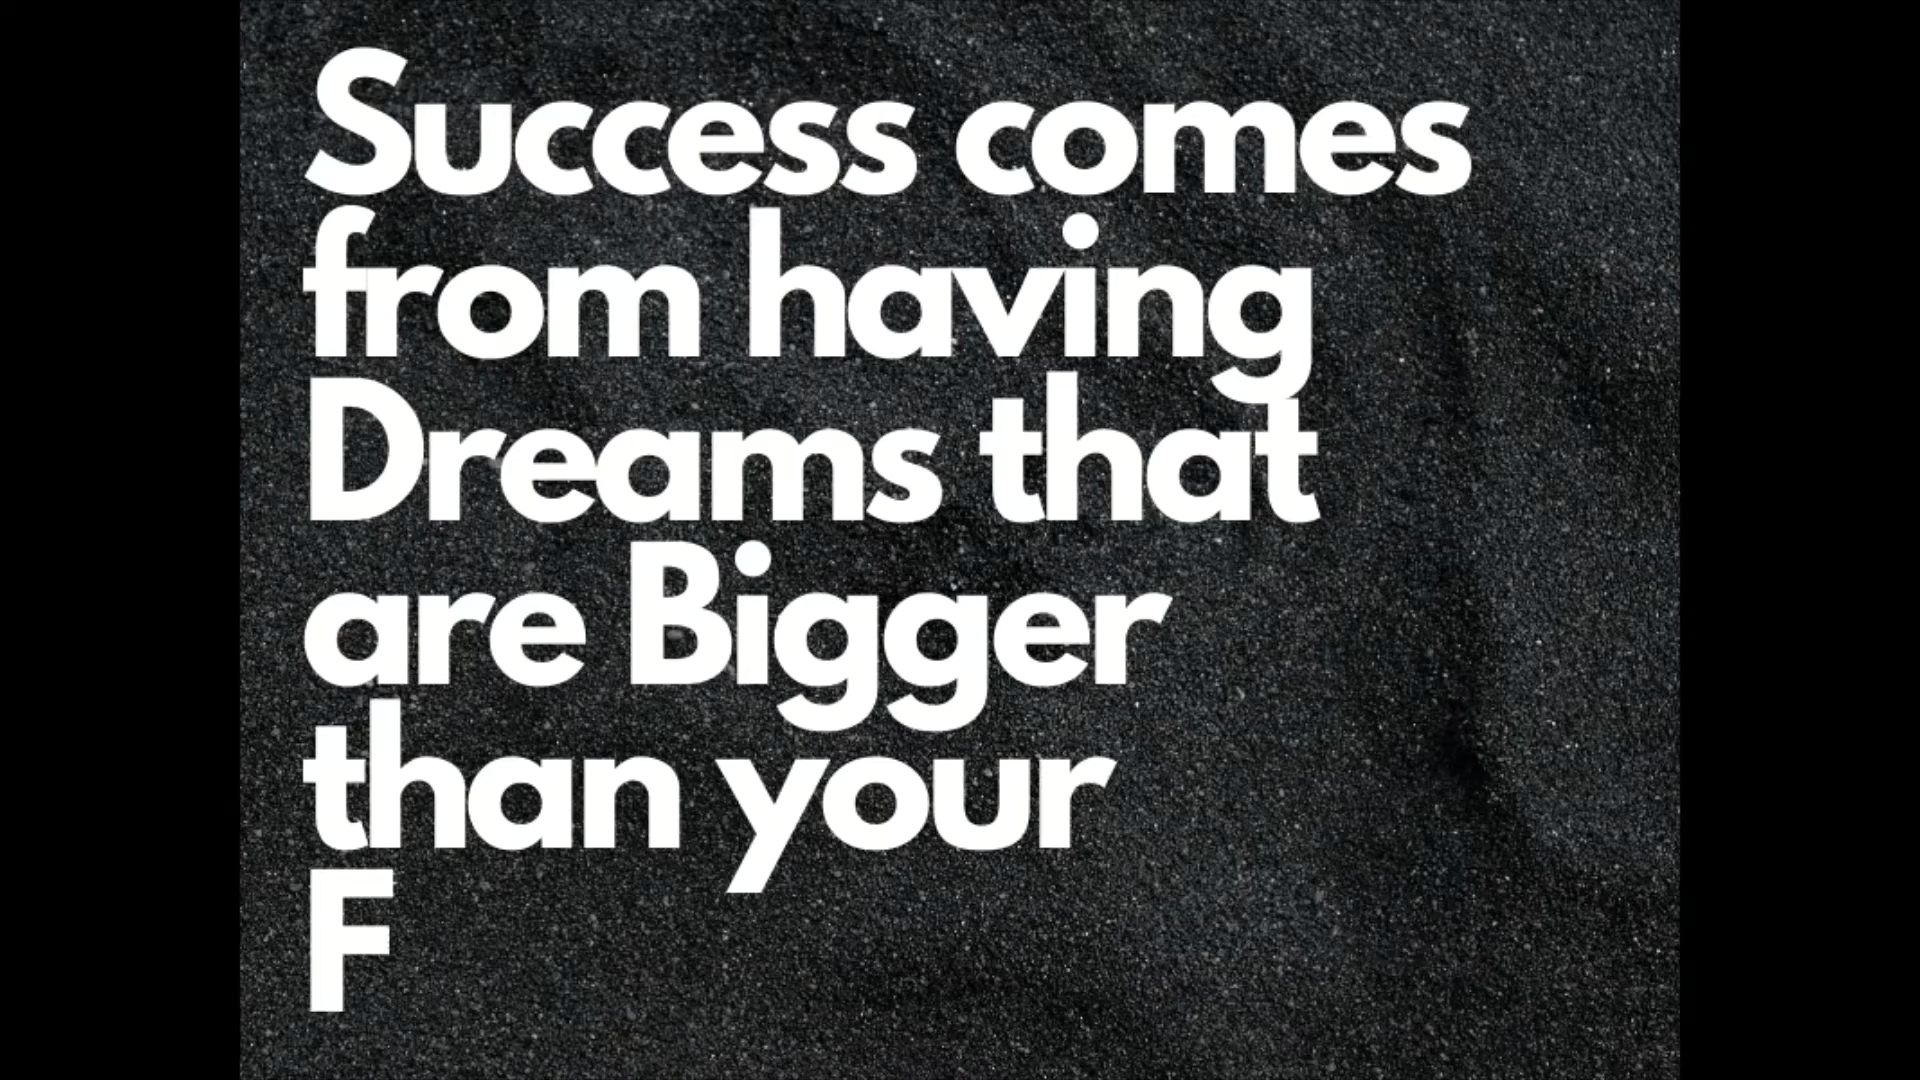 Success comes
from having
Dreams that
are Bigger
than your
F